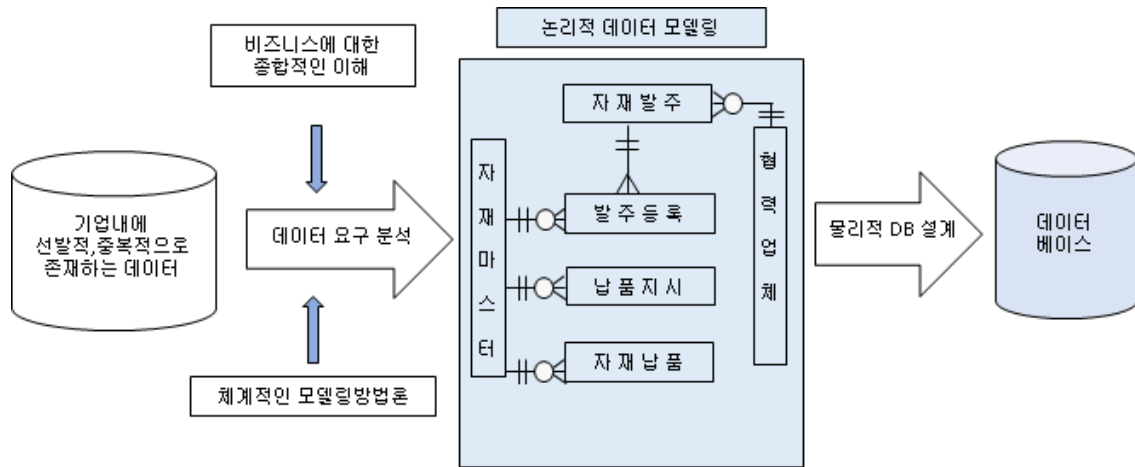 비즈니스에 대한
종합적인 이해
기업내에
선발적,중복적으로
존재하는 데이터
데이터 요구 분석
체계적인 모델링방법론
논리적 데이터 모델링
자 재 발 주
자 재 마 스 터
발 주 등 록
납 품 지 시
자 재 납 품
협 력 업 체
물리적 DB 설계
데이터
베이스